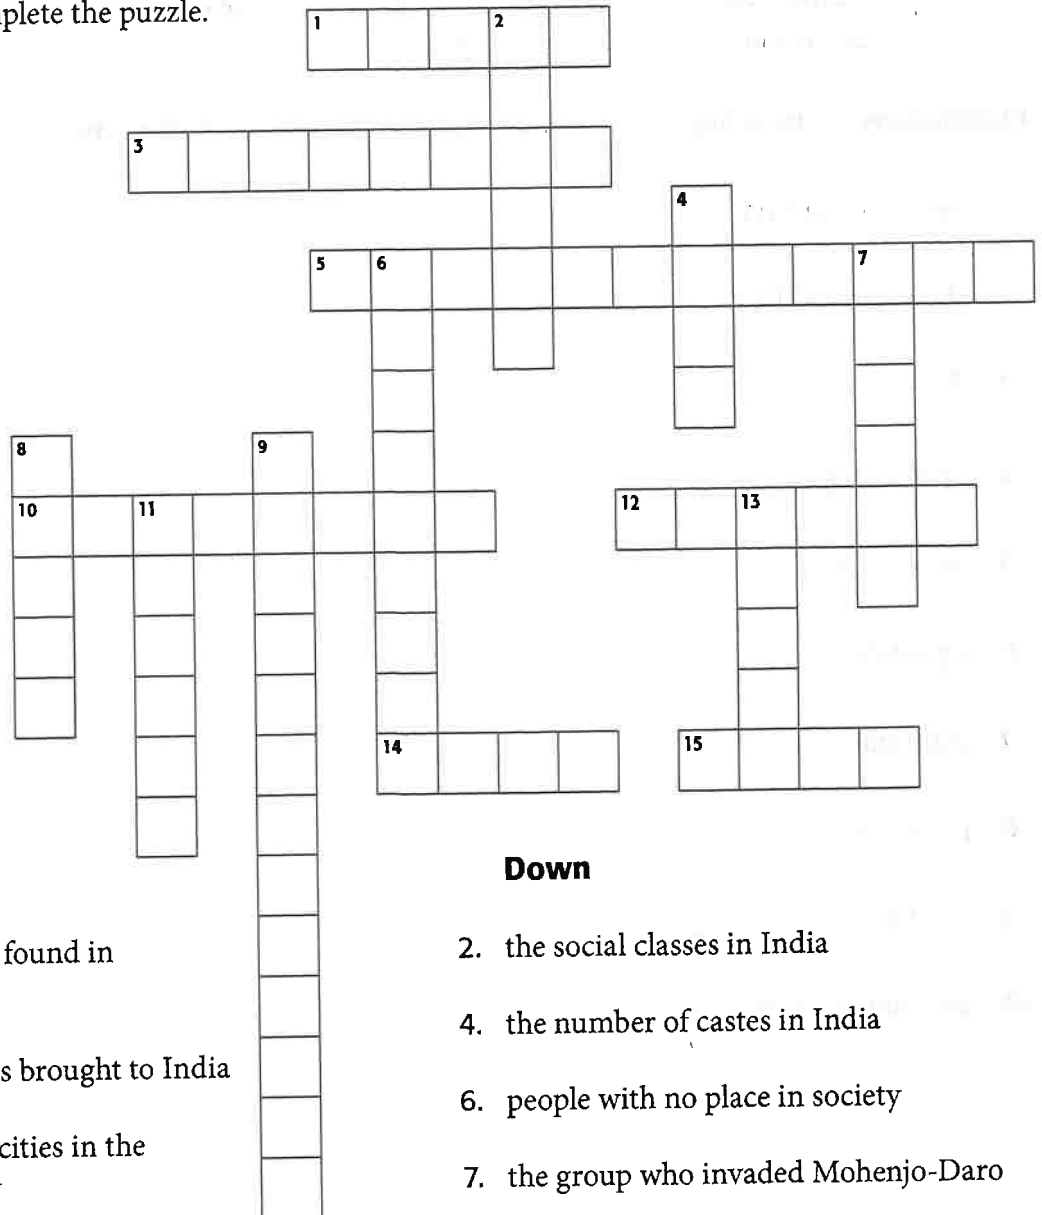 plete the puzzle.
1 2
3
4
5 6 7
8 9
10 11 12 13
14 15
Down
found in
2. the social classes in India
4. the number of castes in India
s brought to India
6. people with no place in society
cities in the
7. the group who invaded Mohenjo-Daro